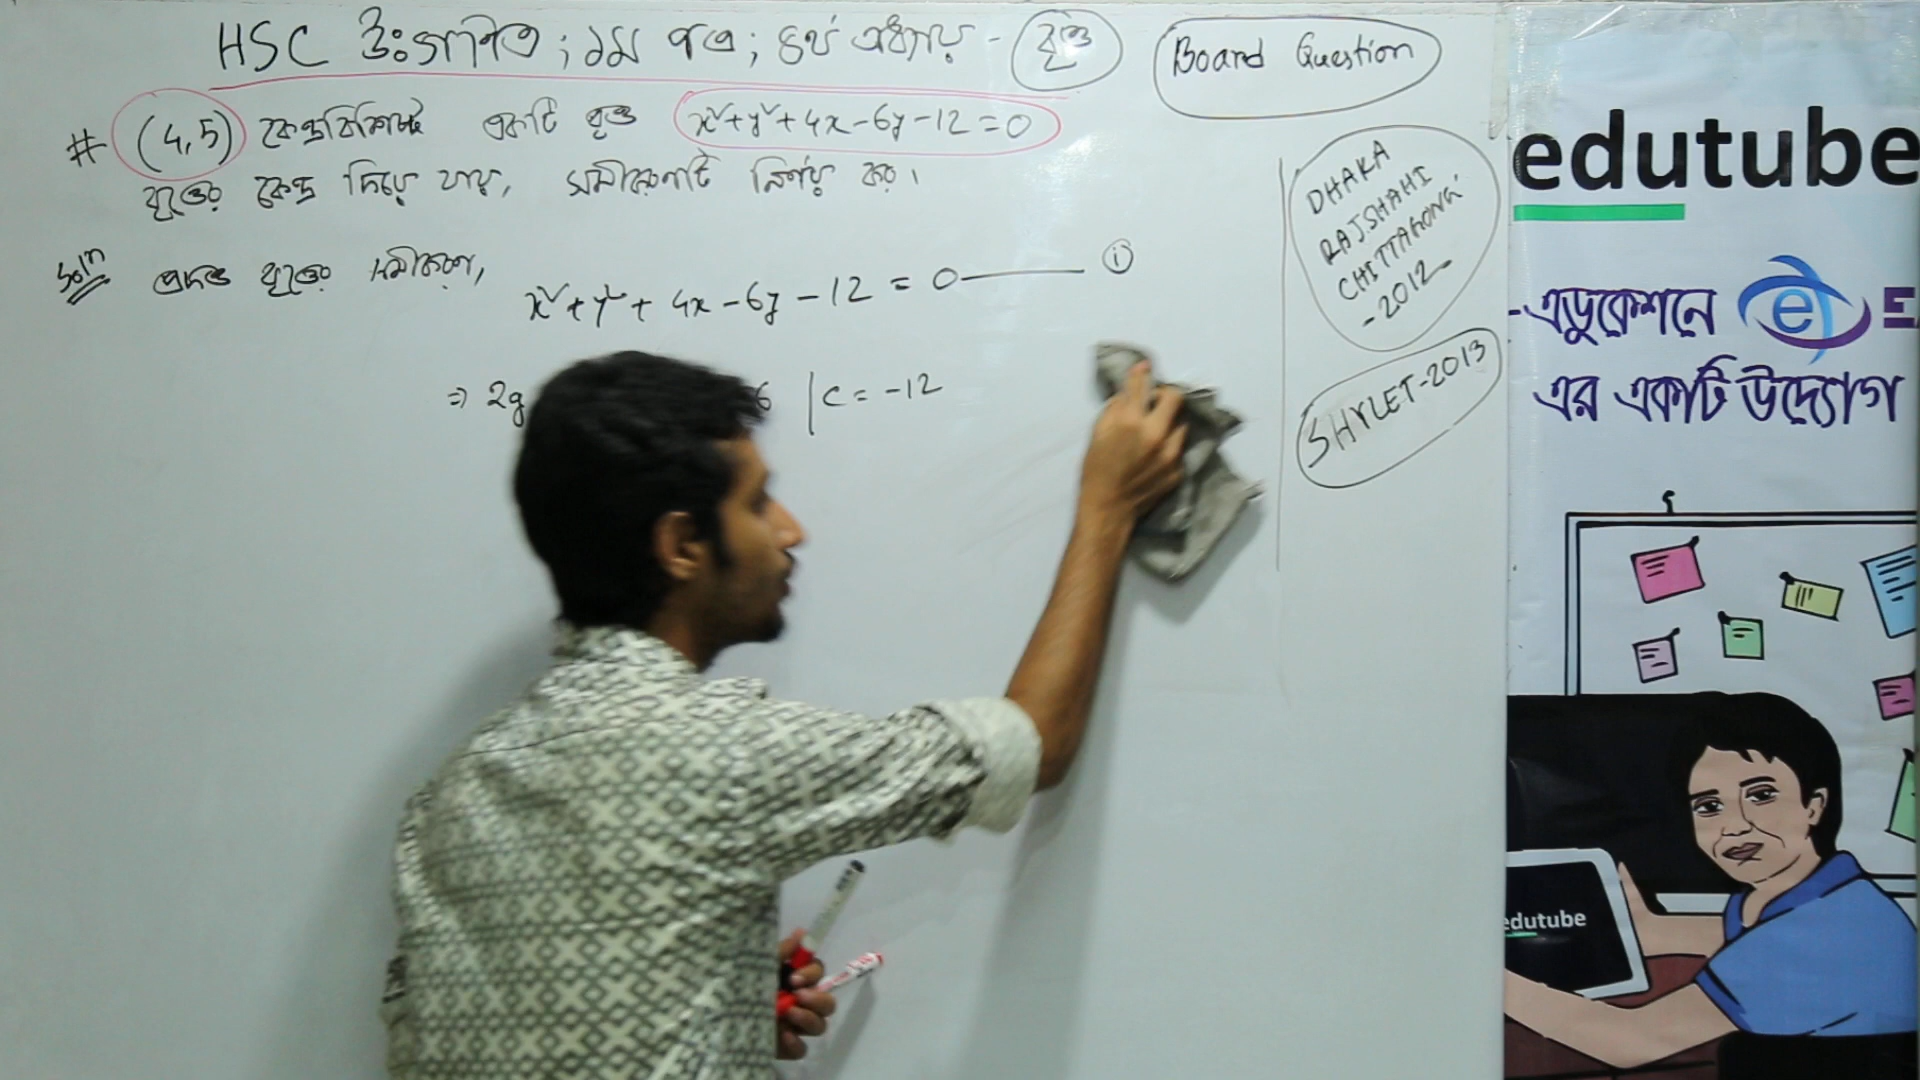 HSC উঃগণিত; ১ম পত্র; ৪র্থ অধ্যায় - বৃত্ত
Board Question
# (4,5) কেন্দ্রবিশিষ্ট একটি বৃত্ত x²+y²+4x-6y-12=0
বৃত্তের কেন্দ্র দিয়ে যায়, সমীকরণটি নির্ণয় কর।
Solⁿ প্রদত্ত বৃত্তের সমীকরণ,
x²+y²+4x-6y-12=0 — (i)
⇒ 2g 6 | c = -12
DHAKA
RAJSHAHI
CHITTAGONG
-2012
SHYLET-2013
edutube
-এডুকেশনে e E
এর একটি উদ্যোগ
edutube